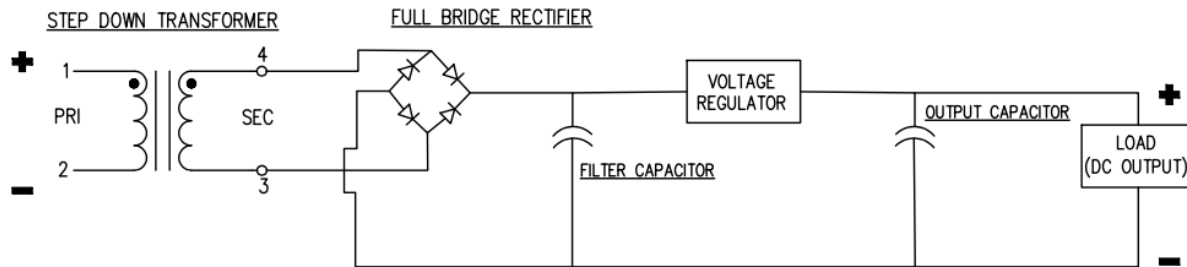 STEP DOWN TRANSFORMER
FULL BRIDGE RECTIFIER
+
1
4
PRI
SEC
2
3
−
VOLTAGE
REGULATOR
FILTER CAPACITOR
OUTPUT CAPACITOR
+
LOAD
(DC OUTPUT)
−